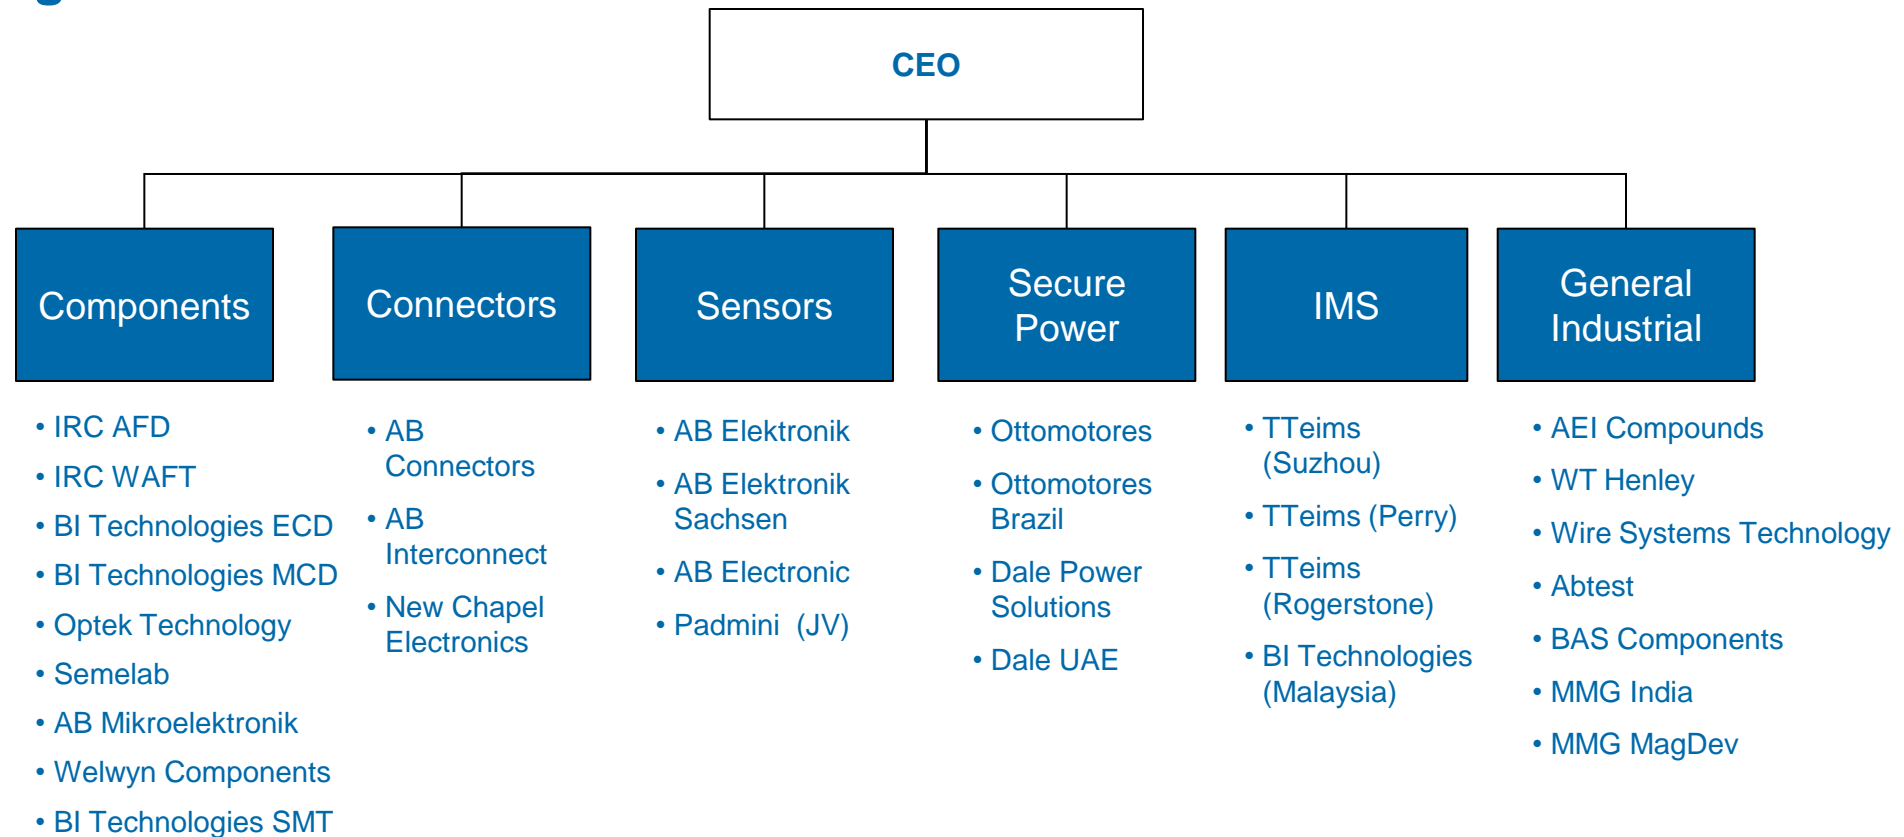 CEO
Components
Connectors
Sensors
Secure
Power
IMS
General
Industrial
• IRC AFD
• IRC WAFT
• BI Technologies ECD
• BI Technologies MCD
• Optek Technology
• Semelab
• AB Mikroelektronik
• Welwyn Components
• BI Technologies SMT
• AB
Connectors
• AB
Interconnect
• New Chapel
Electronics
• AB Elektronik
• AB Elektronik
Sachsen
• AB Electronic
• Padmini (JV)
• Ottomotores
• Ottomotores
Brazil
• Dale Power
Solutions
• Dale UAE
• TTeims
(Suzhou)
• TTeims (Perry)
• TTeims
(Rogerstone)
• BI Technologies
(Malaysia)
• AEI Compounds
• WT Henley
• Wire Systems Technology
• Abtest
• BAS Components
• MMG India
• MMG MagDev